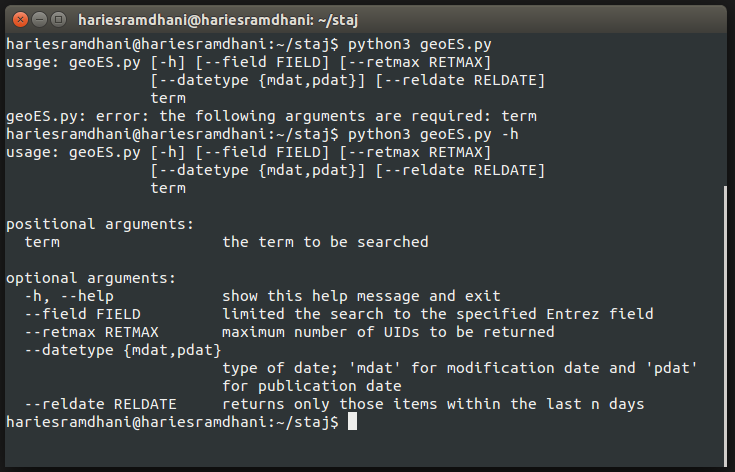 hariesramdhani@hariesramdhani: ~/staj
hariesramdhani@hariesramdhani:~/staj$ python3 geoES.py
usage: geoES.py [-h] [--field FIELD] [--retmax RETMAX]
                [--datetype {mdat,pdat}] [--reldate RELDATE]
                term
geoES.py: error: the following arguments are required: term
hariesramdhani@hariesramdhani:~/staj$ python3 geoES.py -h
usage: geoES.py [-h] [--field FIELD] [--retmax RETMAX]
                [--datetype {mdat,pdat}] [--reldate RELDATE]
                term

positional arguments:
  term                  the term to be searched

optional arguments:
  -h, --help            show this help message and exit
  --field FIELD         limited the search to the specified Entrez field
  --retmax RETMAX       maximum number of UIDs to be returned
  --datetype {mdat,pdat}
                        type of date; 'mdat' for modification date and 'pdat'
                        for publication date
  --reldate RELDATE     returns only those items within the last n days
hariesramdhani@hariesramdhani:~/staj$